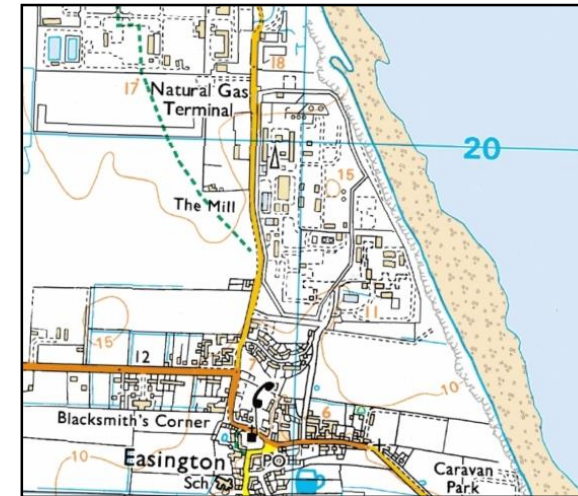 18
17
Natural Gas
Terminal
20
15
The Mill
11
15
12
7
10
Blacksmith's Corner
6
10
Easington
PO
Sch
Caravan
Park